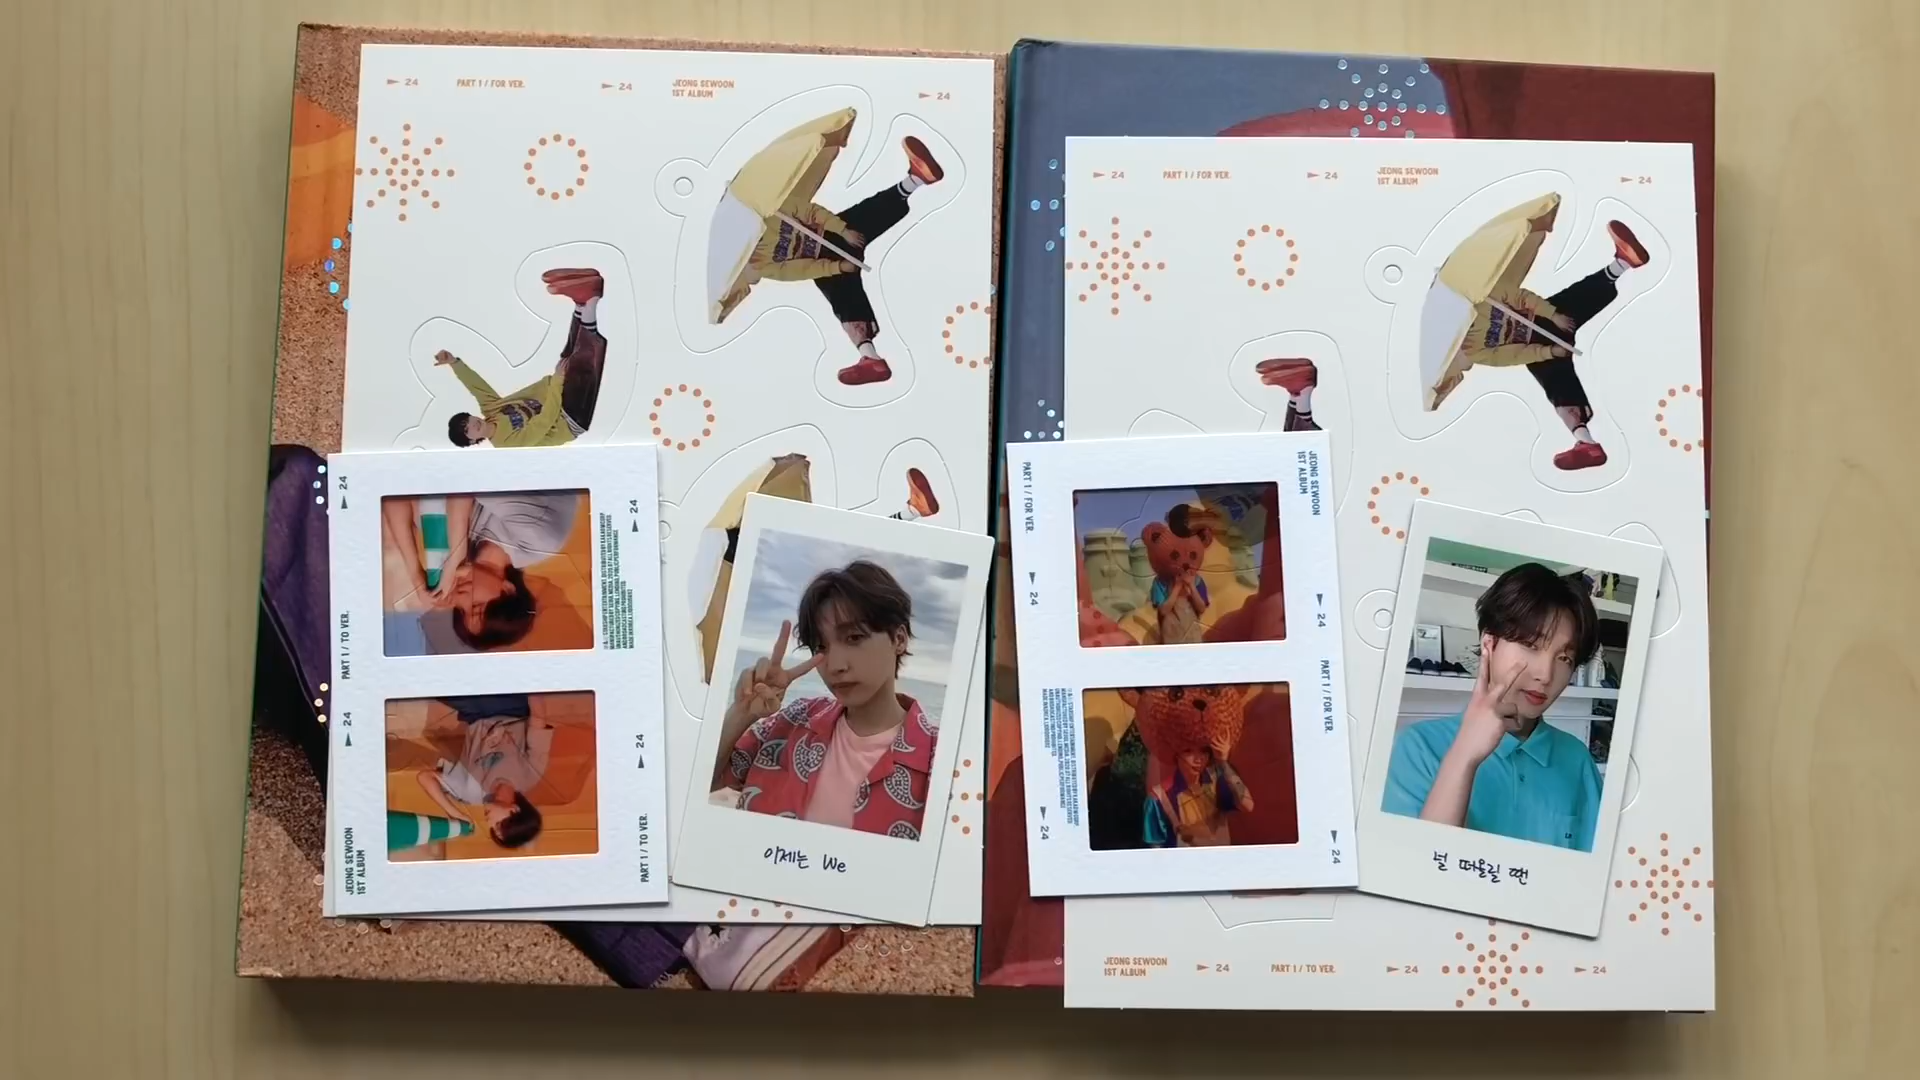 24
PART 1 / FOR VER.
24
JEONG SEWOON
1ST ALBUM
24
24
PART 1 / TO VER.
24
JEONG SEWOON
1ST ALBUM
24
24
PART 1 / TO VER.
이제는 We
24
PART 1 / FOR VER.
24
JEONG SEWOON
1ST ALBUM
24
PART 1 / FOR VER.
24
24
JEONG SEWOON
1ST ALBUM
24
PART 1 / FOR VER.
24
널 떠올릴 땐
JEONG SEWOON
1ST ALBUM
24
PART 1 / TO VER.
24
24